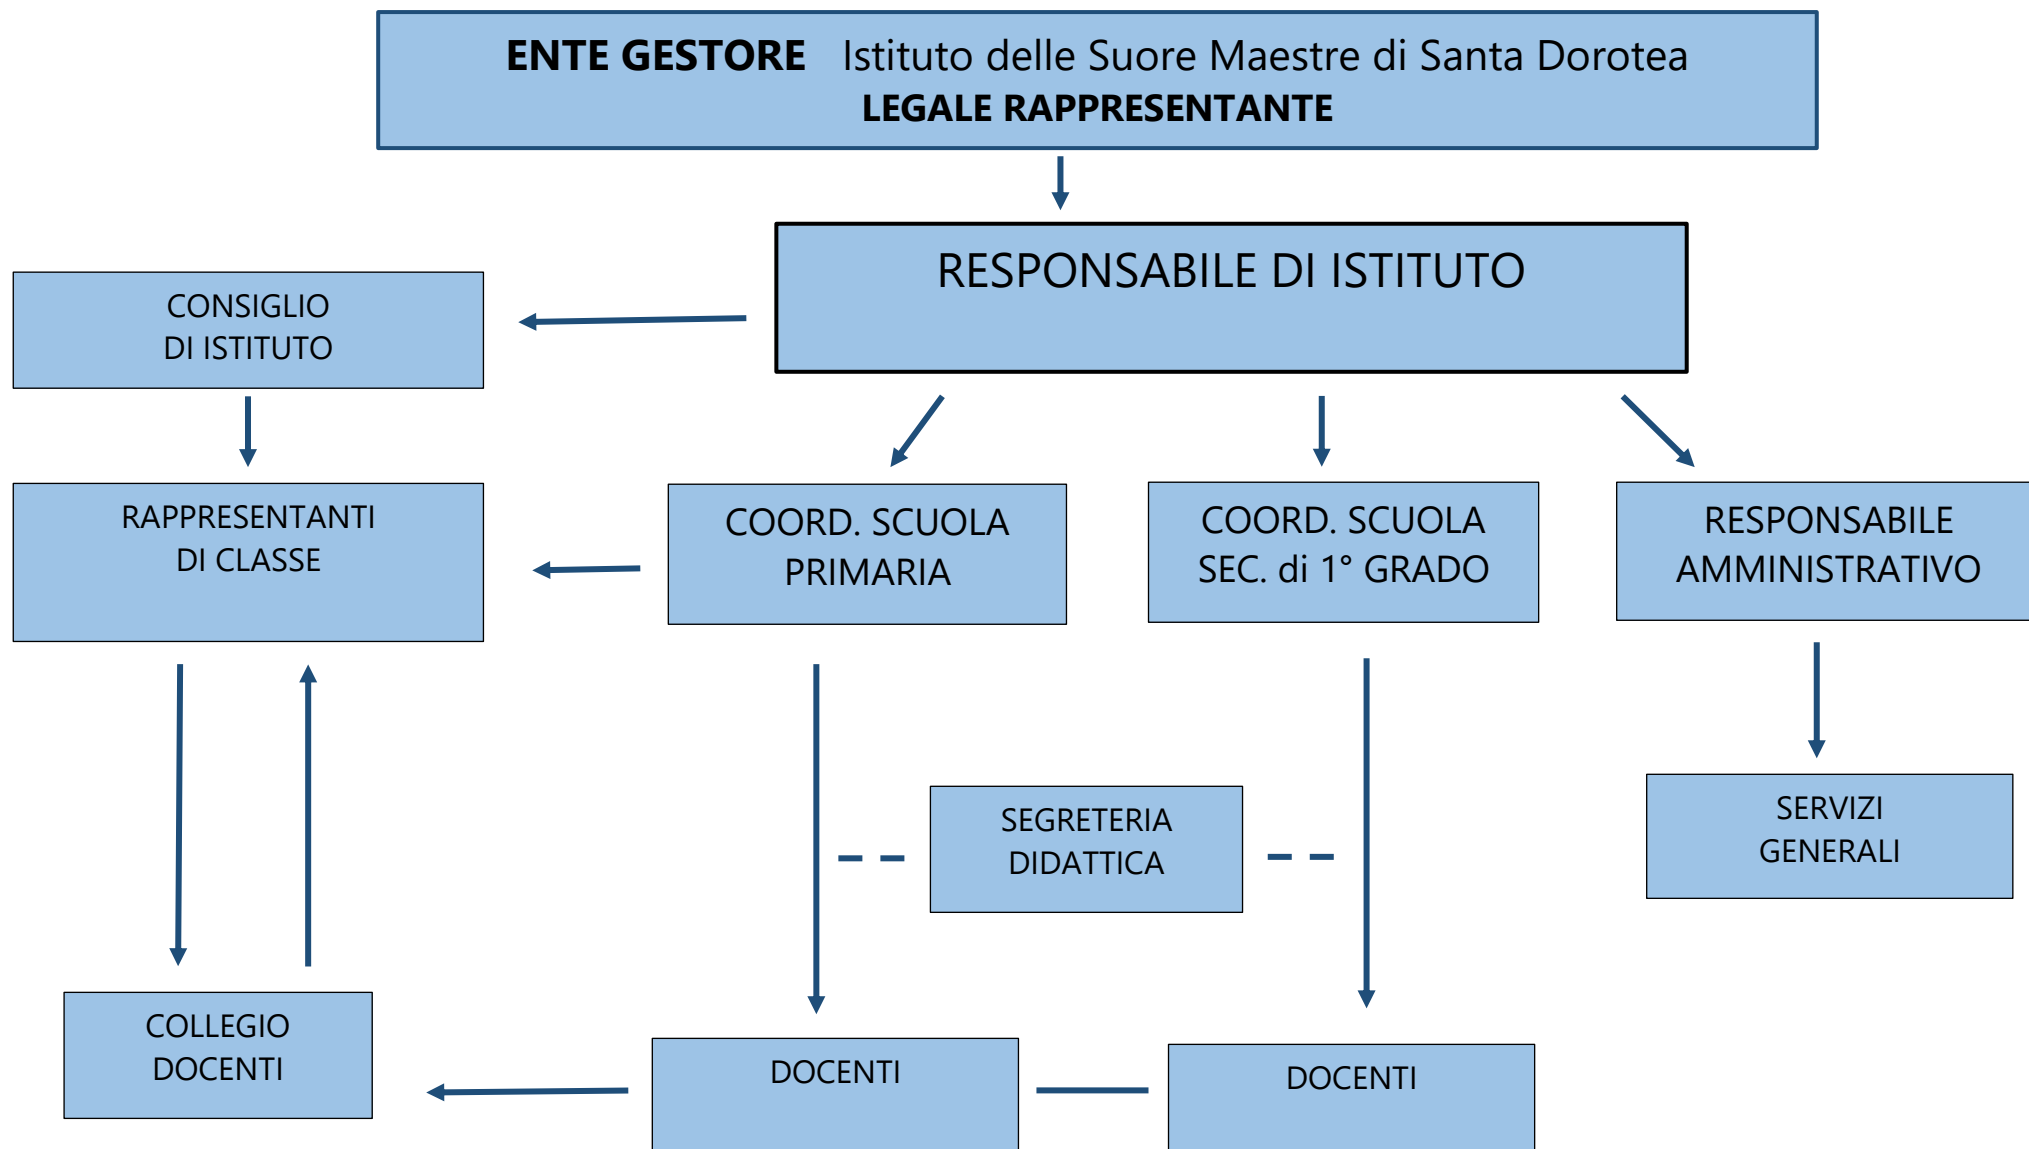 ENTE GESTORE Istituto delle Suore Maestre di Santa Dorotea
LEGALE RAPPRESENTANTE
RESPONSABILE DI ISTITUTO
CONSIGLIO
DI ISTITUTO
RAPPRESENTANTI
DI CLASSE
COORD. SCUOLA
PRIMARIA
COORD. SCUOLA
SEC. di 1° GRADO
RESPONSABILE
AMMINISTRATIVO
SEGRETERIA
DIDATTICA
SERVIZI
GENERALI
COLLEGIO
DOCENTI
DOCENTI
DOCENTI